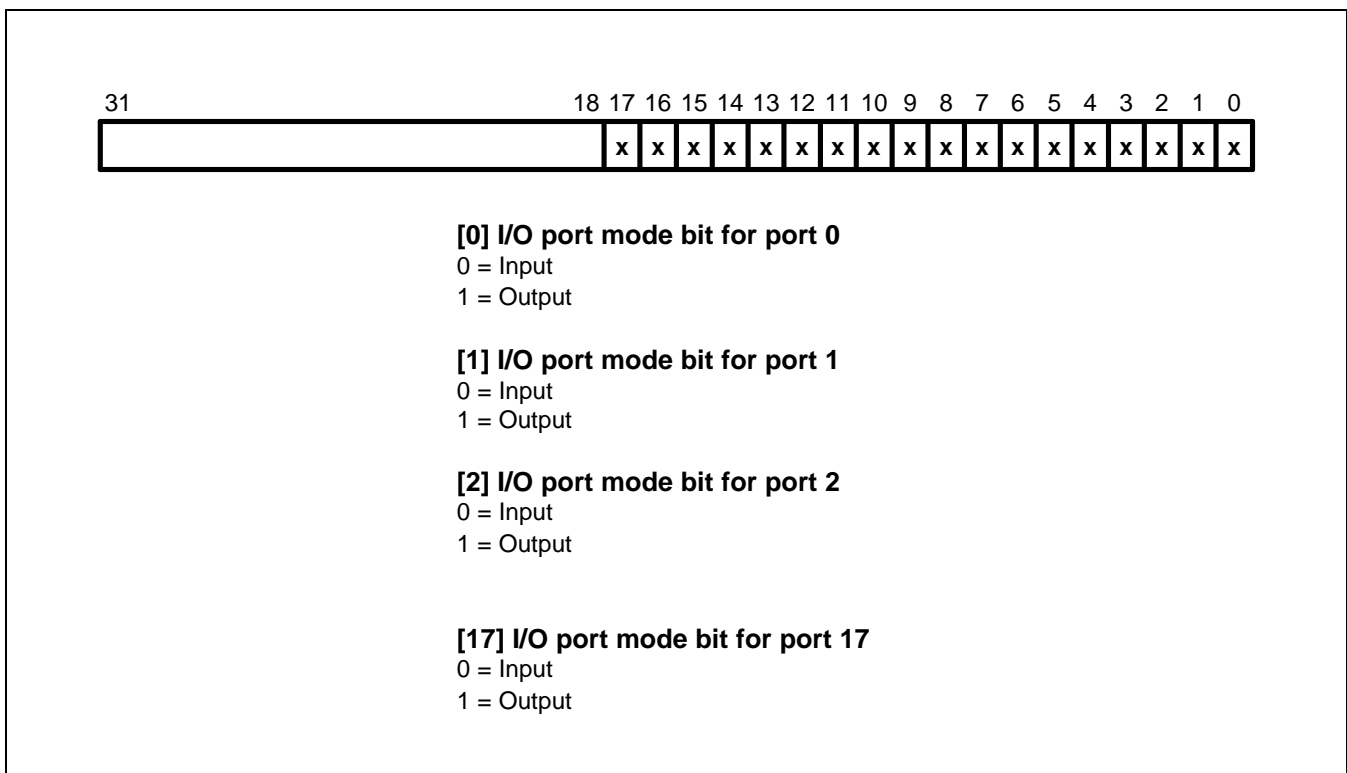 31 18 17 16 15 14 13 12 11 10 9 8 7 6 5 4 3 2 1 0
x x x x x x x x x x x x x x x x x x
[0] I/O port mode bit for port 0
0 = Input
1 = Output
[1] I/O port mode bit for port 1
0 = Input
1 = Output
[2] I/O port mode bit for port 2
0 = Input
1 = Output
[17] I/O port mode bit for port 17
0 = Input
1 = Output